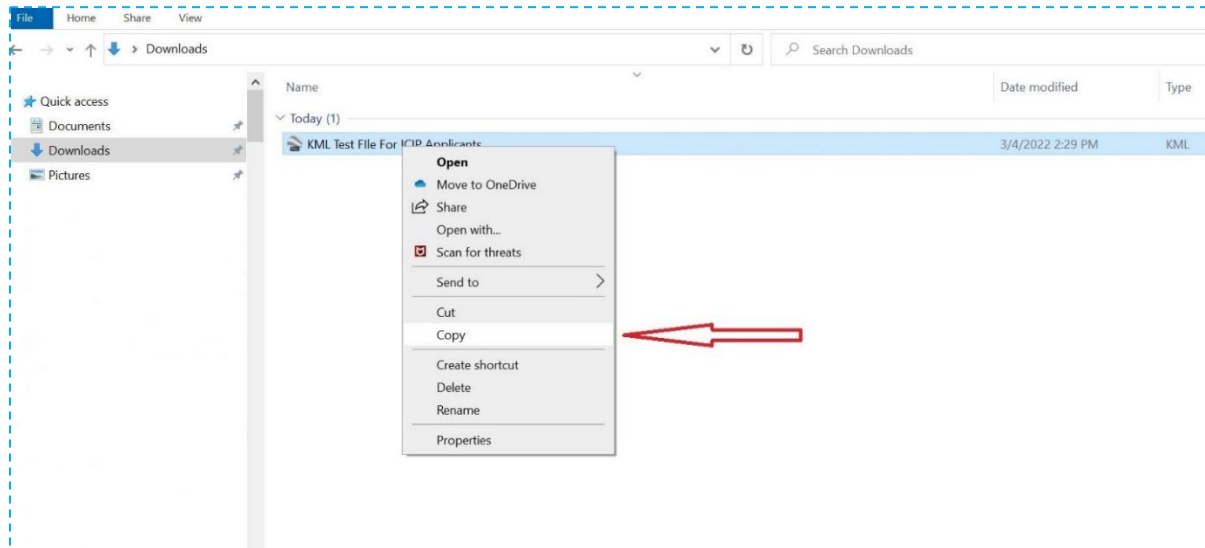 File Home Share View
Downloads Search Downloads
Name Date modified Type
Quick access
Today (1)
Documents
KML Test FIle For ICIP Applicants 3/4/2022 2:29 PM KML
Downloads
Pictures
Open
Move to OneDrive
Share
Open with...
Scan for threats
Send to
Cut
Copy
Create shortcut
Delete
Rename
Properties